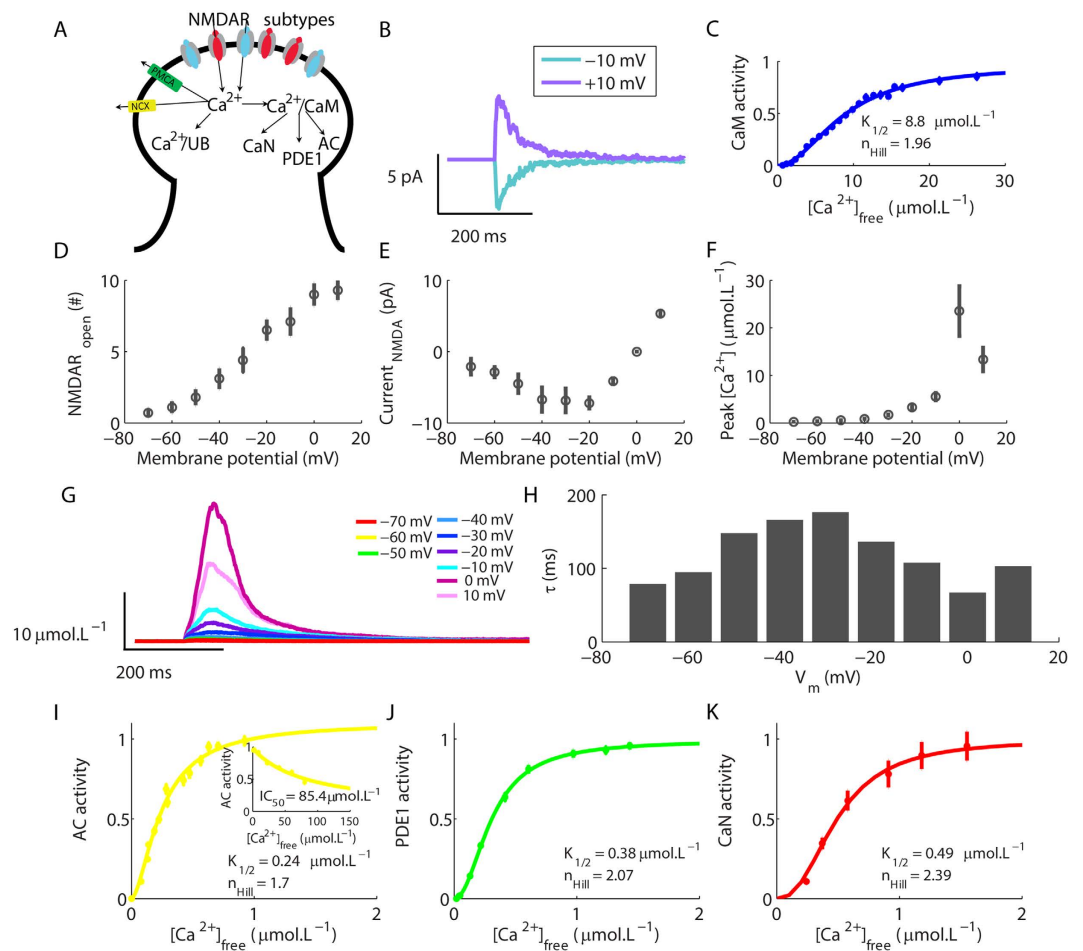 A
NMDAR subtypes
PMCA
NCX
Ca2+
Ca2+/CaM
Ca2+/UB
CaN
PDE1
AC
B
−10 mV
+10 mV
5 pA
200 ms
C
CaM activity
1
0.5
0
0 10 20 30
K1/2 = 8.8 μmol.L−1
nHill = 1.96
[Ca2+]free (μmol.L−1)
D
NMDARopen (#)
10
5
0
−80 −60 −40 −20 0 20
Membrane potential (mV)
E
CurrentNMDA (pA)
10
0
−10
−80 −60 −40 −20 0 20
Membrane potential (mV)
F
Peak [Ca2+] (μmol.L−1)
30
20
10
0
−80 −60 −40 −20 0 20
Membrane potential (mV)
G
−70 mV
−60 mV
−50 mV
−40 mV
−30 mV
−20 mV
−10 mV
0 mV
10 mV
10 μmol.L−1
200 ms
H
τ (ms)
200
100
0
−80 −60 −40 −20 0 20
Vm (mV)
I
AC activity
1
0.5
0
0 1 2
AC activity
1
0.5
0
0 50 100 150
IC50 = 85.4μmol.L−1
[Ca2+]free (μmol.L−1)
K1/2 = 0.24 μmol.L−1
nHill = 1.7
[Ca2+]free (μmol.L−1)
J
PDE1 activity
1
0.5
0
0 1 2
K1/2 = 0.38 μmol.L−1
nHill = 2.07
[Ca2+]free (μmol.L−1)
K
CaN activity
1
0.5
0
0 1 2
K1/2 = 0.49 μmol.L−1
nHill = 2.39
[Ca2+]free (μmol.L−1)